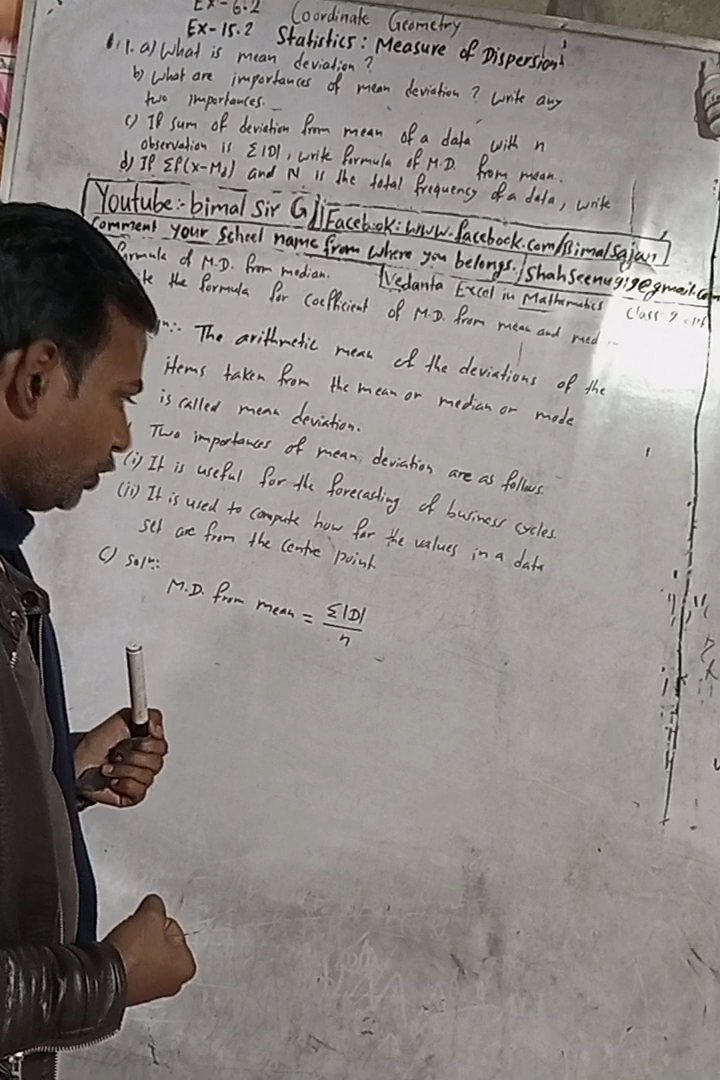 Ex-6.2 Coordinate Geometry
Ex-15.2 Statistics: Measure of Dispersion
1. a) What is mean deviation?
b) What are importances of mean deviation? Write any
two importances.
c) If sum of deviation from mean of a data with n
observation is Σ|D|, write formula of M.D. from mean.
d) If Σf(x-Md) and N is the total frequency of a data, write
Youtube:- bimal Sir G Facebook: www.facebook.com/Bimalsajan
Comment your School name from where you belongs.
formula of M.D. from median. Vedanta Excel in Mathematics Class 9
the formula for coefficient of M.D. from mean and med
The arithmetic mean of the deviations of the
items taken from the mean or median or mode
is called mean deviation.
Two importances of mean deviation are as follows.
(i) It is useful for the forecasting of business cycles.
(ii) It is used to compute how far the values in a data
set are from the centre point
c) Solⁿ:
M.D. from mean = Σ|D|
n